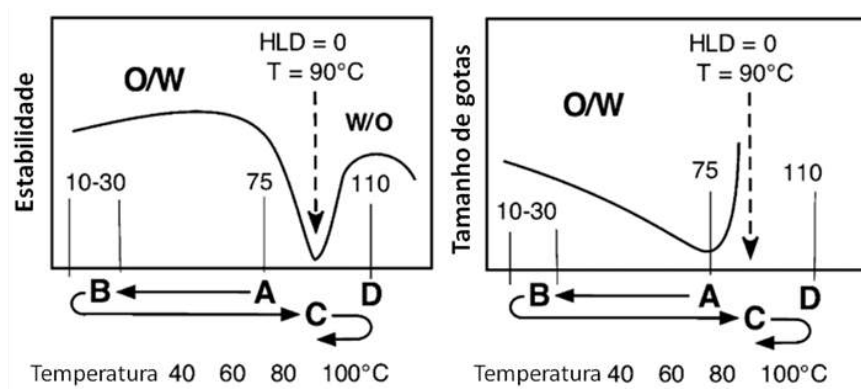 Estabilidade
HLD = 0
T = 90°C
O/W
W/O
10-30
75
110
B
A
D
C
Temperatura 40 60 80 100°C
Tamanho de gotas
HLD = 0
T = 90°C
O/W
75
110
10-30
B
A
D
C
Temperatura 40 60 80 100°C